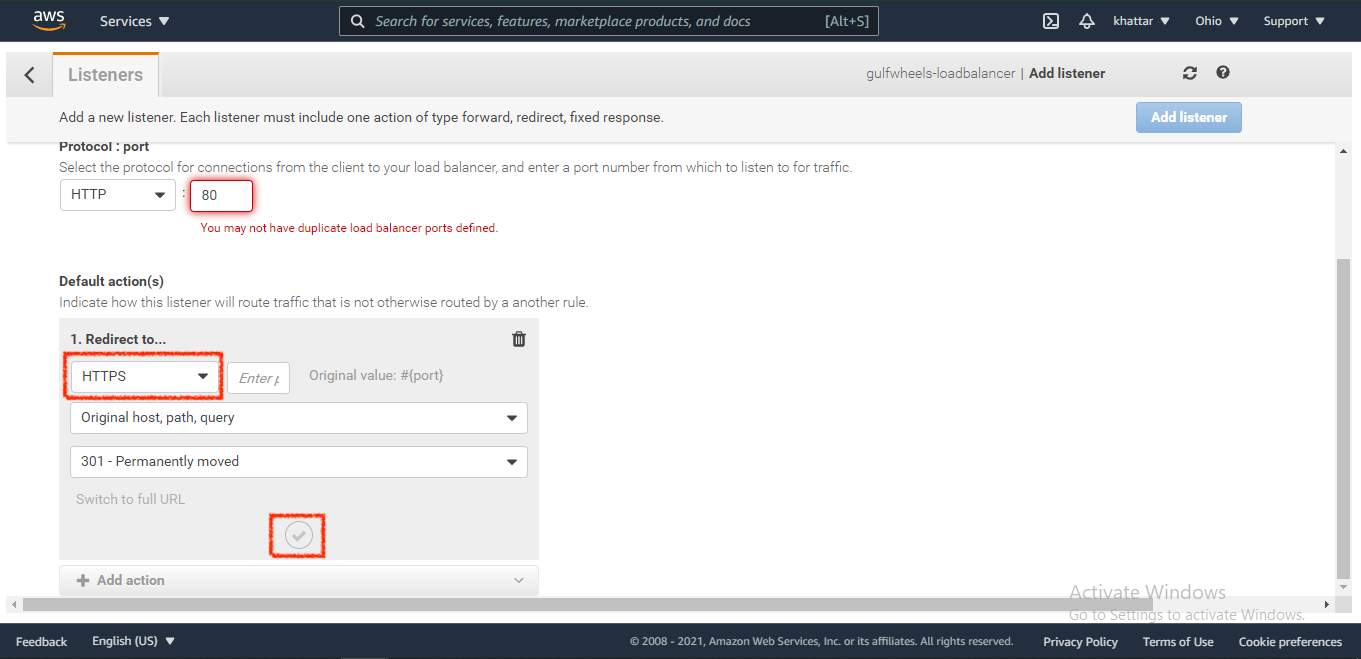 aws Services Search for services, features, marketplace products, and docs [Alt+S] khattar Ohio Support
Listeners gulfwheels-loadbalancer | Add listener
Add a new listener. Each listener must include one action of type forward, redirect, fixed response. Add listener
Protocol : port
Select the protocol for connections from the client to your load balancer, and enter a port number from which to listen to for traffic.
HTTP : 80
You may not have duplicate load balancer ports defined.
Default action(s)
Indicate how this listener will route traffic that is not otherwise routed by a another rule.
1. Redirect to...
HTTPS Enter p Original value: #{port}
Original host, path, query
301 - Permanently moved
Switch to full URL
Add action
Activate Windows
Go to Settings to activate Windows.
Feedback English (US) © 2008 - 2021, Amazon Web Services, Inc. or its affiliates. All rights reserved. Privacy Policy Terms of Use Cookie preferences